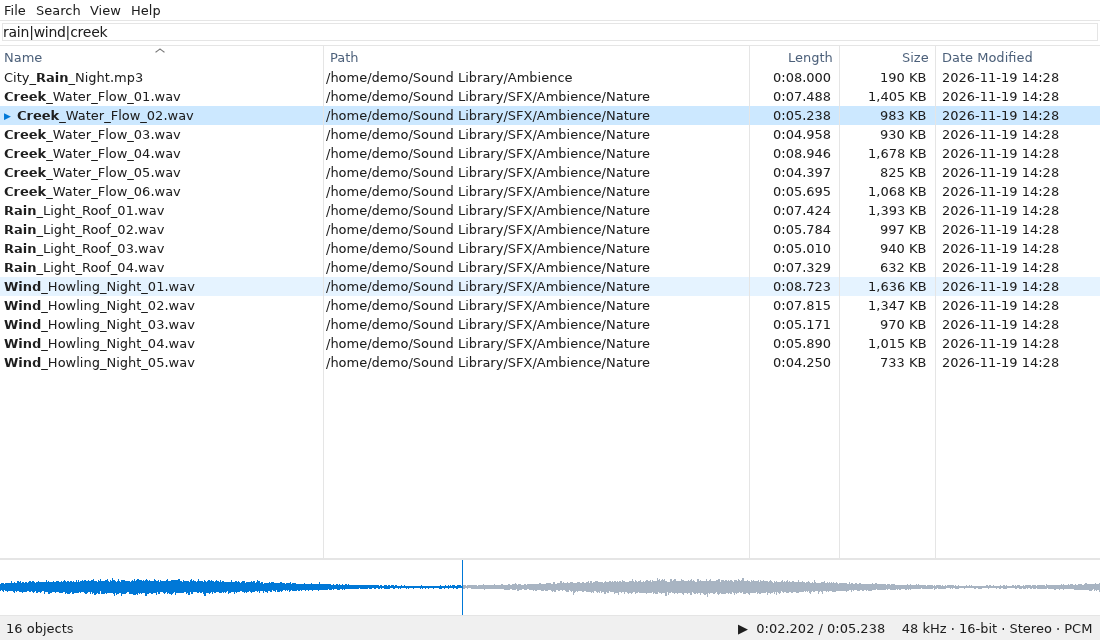 File Search View Help
rain|wind|creek
Name Path Length Size Date Modified
City_Rain_Night.mp3 /home/demo/Sound Library/Ambience 0:08.000 190 KB 2026-11-19 14:28
Creek_Water_Flow_01.wav /home/demo/Sound Library/SFX/Ambience/Nature 0:07.488 1,405 KB 2026-11-19 14:28
▶ Creek_Water_Flow_02.wav /home/demo/Sound Library/SFX/Ambience/Nature 0:05.238 983 KB 2026-11-19 14:28
Creek_Water_Flow_03.wav /home/demo/Sound Library/SFX/Ambience/Nature 0:04.958 930 KB 2026-11-19 14:28
Creek_Water_Flow_04.wav /home/demo/Sound Library/SFX/Ambience/Nature 0:08.946 1,678 KB 2026-11-19 14:28
Creek_Water_Flow_05.wav /home/demo/Sound Library/SFX/Ambience/Nature 0:04.397 825 KB 2026-11-19 14:28
Creek_Water_Flow_06.wav /home/demo/Sound Library/SFX/Ambience/Nature 0:05.695 1,068 KB 2026-11-19 14:28
Rain_Light_Roof_01.wav /home/demo/Sound Library/SFX/Ambience/Nature 0:07.424 1,393 KB 2026-11-19 14:28
Rain_Light_Roof_02.wav /home/demo/Sound Library/SFX/Ambience/Nature 0:05.784 997 KB 2026-11-19 14:28
Rain_Light_Roof_03.wav /home/demo/Sound Library/SFX/Ambience/Nature 0:05.010 940 KB 2026-11-19 14:28
Rain_Light_Roof_04.wav /home/demo/Sound Library/SFX/Ambience/Nature 0:07.329 632 KB 2026-11-19 14:28
Wind_Howling_Night_01.wav /home/demo/Sound Library/SFX/Ambience/Nature 0:08.723 1,636 KB 2026-11-19 14:28
Wind_Howling_Night_02.wav /home/demo/Sound Library/SFX/Ambience/Nature 0:07.815 1,347 KB 2026-11-19 14:28
Wind_Howling_Night_03.wav /home/demo/Sound Library/SFX/Ambience/Nature 0:05.171 970 KB 2026-11-19 14:28
Wind_Howling_Night_04.wav /home/demo/Sound Library/SFX/Ambience/Nature 0:05.890 1,015 KB 2026-11-19 14:28
Wind_Howling_Night_05.wav /home/demo/Sound Library/SFX/Ambience/Nature 0:04.250 733 KB 2026-11-19 14:28
16 objects ▶ 0:02.202 / 0:05.238 48 kHz · 16-bit · Stereo · PCM